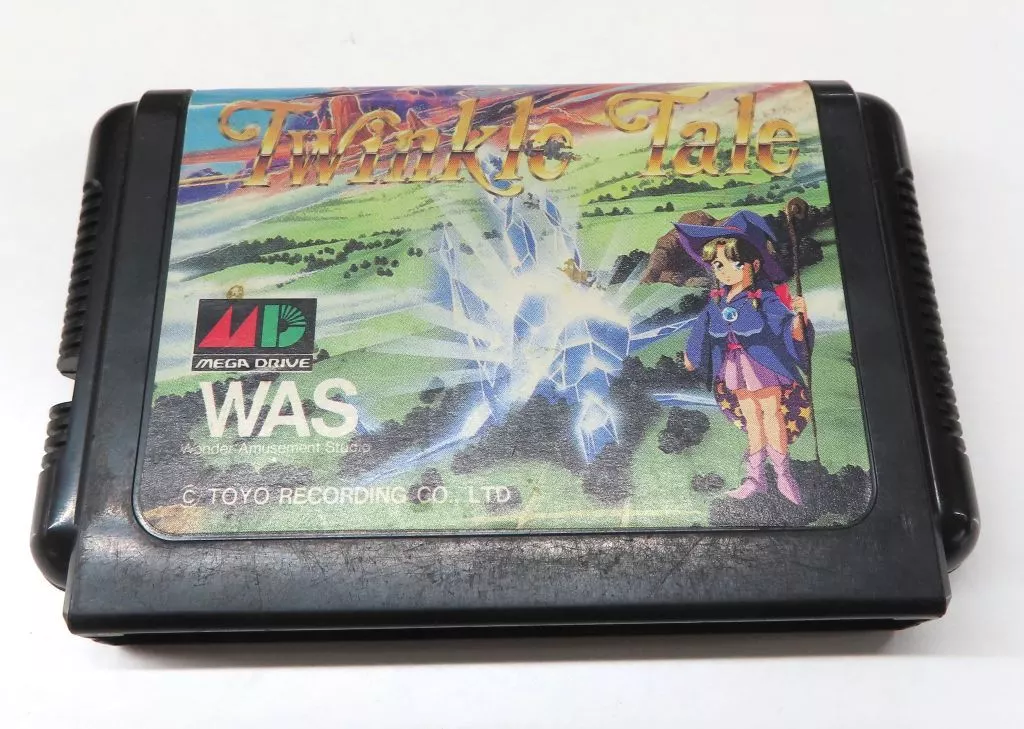 Twinkle Tale
MD
MEGA DRIVE
WAS
Wonder Amusement Studio
C TOYO RECORDING CO., LTD